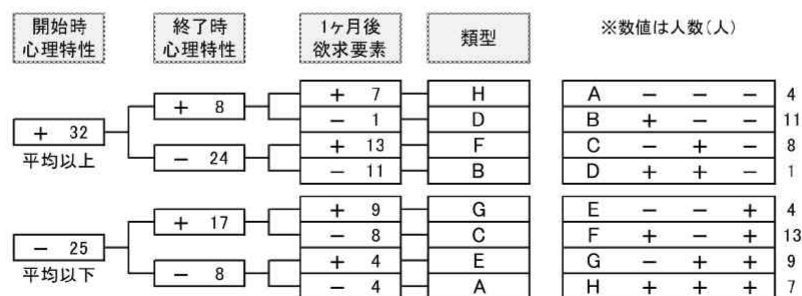 開始時
心理特性
終了時
心理特性
1ヶ月後
欲求要素
類型
※数値は人数(人)
+ 32
平均以上
+ 8
- 24
+ 7
- 1
+ 13
- 11
H
D
F
B
A - - - 4
B + - - 11
C - + - 8
D + + - 1
- 25
平均以下
+ 17
- 8
+ 9
- 8
+ 4
- 4
G
C
E
A
E - - + 4
F + - + 13
G - + + 9
H + + + 7